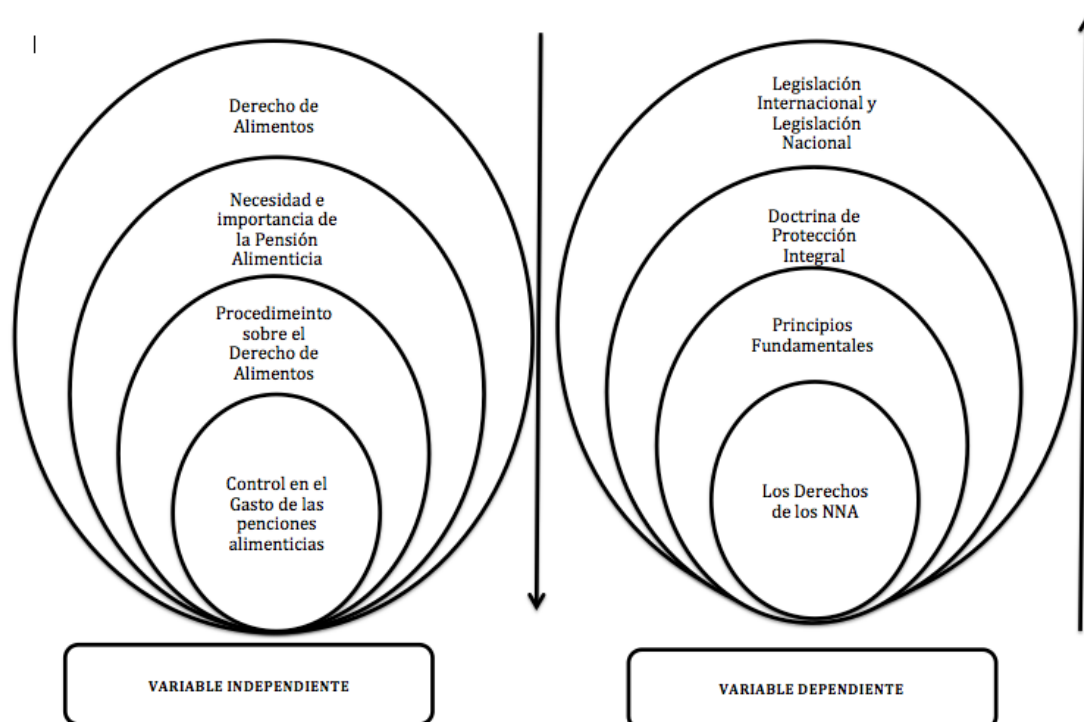 Derecho de
Alimentos
Necesidad e
importancia de
la Pensión
Alimenticia
Procedimeinto
sobre el
Derecho de
Alimentos
Control en el
Gasto de las
penciones
alimenticias
VARIABLE INDEPENDIENTE
Legislación
Internacional y
Legislación
Nacional
Doctrina de
Protección
Integral
Principios
Fundamentales
Los Derechos
de los NNA
VARIABLE DEPENDIENTE